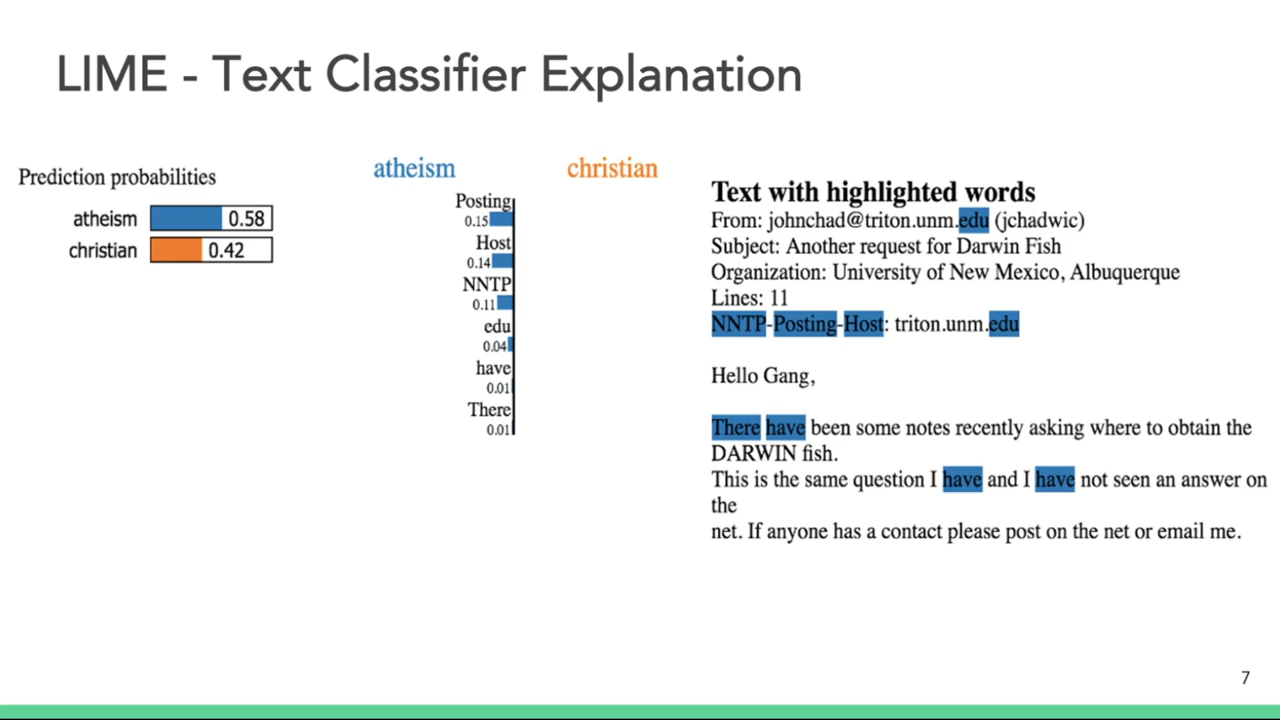 LIME - Text Classifier Explanation
Prediction probabilities
atheism 0.58
christian 0.42
atheism christian
Posting
0.15
Host
0.14
NNTP
0.11
edu
0.04
have
0.01
There
0.01
Text with highlighted words
From: johnchad@triton.unm.edu (jchadwic)
Subject: Another request for Darwin Fish
Organization: University of New Mexico, Albuquerque
Lines: 11
NNTP-Posting-Host: triton.unm.edu
Hello Gang,
There have been some notes recently asking where to obtain the
DARWIN fish.
This is the same question I have and I have not seen an answer on
the
net. If anyone has a contact please post on the net or email me.
7